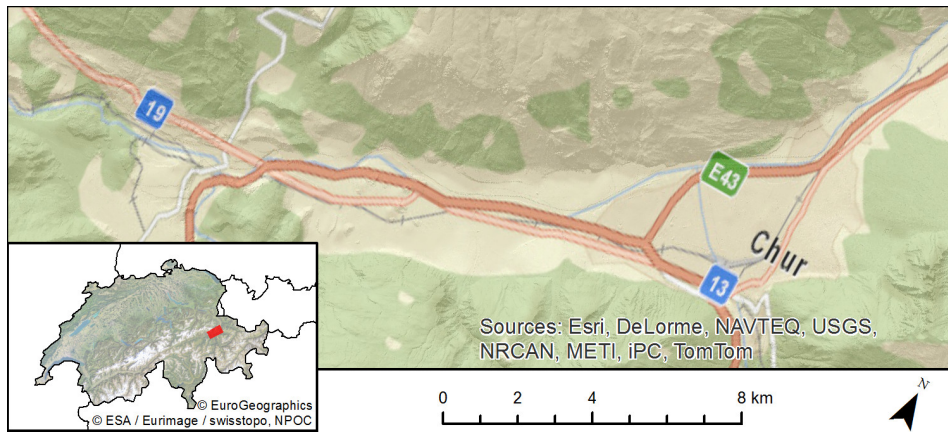 19
E43
Chur
13
Sources: Esri, DeLorme, NAVTEQ, USGS,
NRCAN, METI, iPC, TomTom
© EuroGeographics
© ESA / Eurimage / swisstopo, NPOC
0 2 4 8 km
N